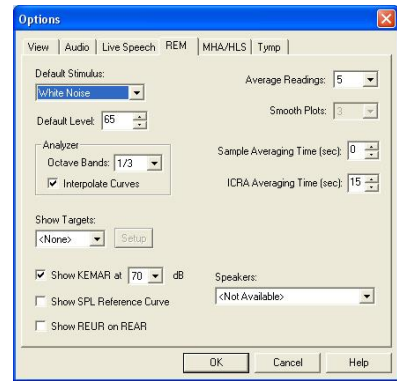 Options
View Audio Live Speech REM MHA/HLS Tymp
Default Stimulus:
White Noise
Default Level: 65
Analyzer
Octave Bands: 1/3
Interpolate Curves
Show Targets:
<None> Setup
Show KEMAR at 70 dB
Show SPL Reference Curve
Show REUR on REAR
Average Readings: 5
Smooth Plots: 3
Sample Averaging Time (sec): 0
ICRA Averaging Time (sec): 15
Speakers:
<Not Available>
OK Cancel Help